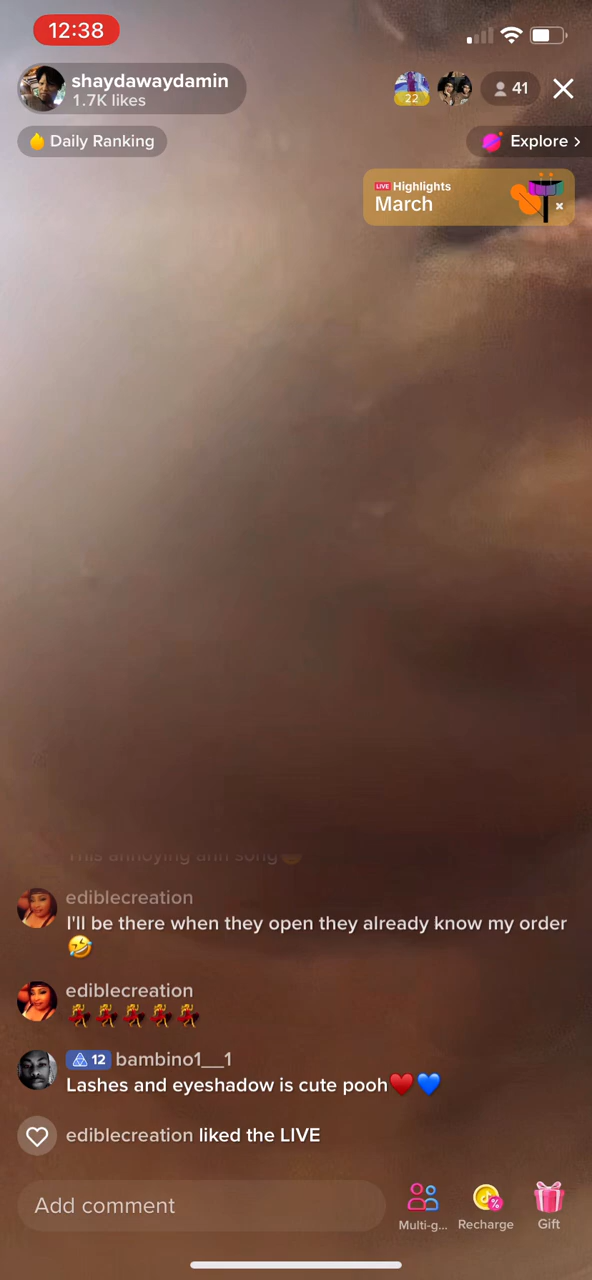 12:38
shaydawaydamin
1.7K likes
22
41
Daily Ranking
Explore >
LIVE Highlights
March
This annoying ahh song
ediblecreation
I'll be there when they open they already know my order
🤣
ediblecreation
💃💃💃💃💃
12 bambino1__1
Lashes and eyeshadow is cute pooh❤️💙
ediblecreation liked the LIVE
Add comment
Multi-g...
Recharge
Gift